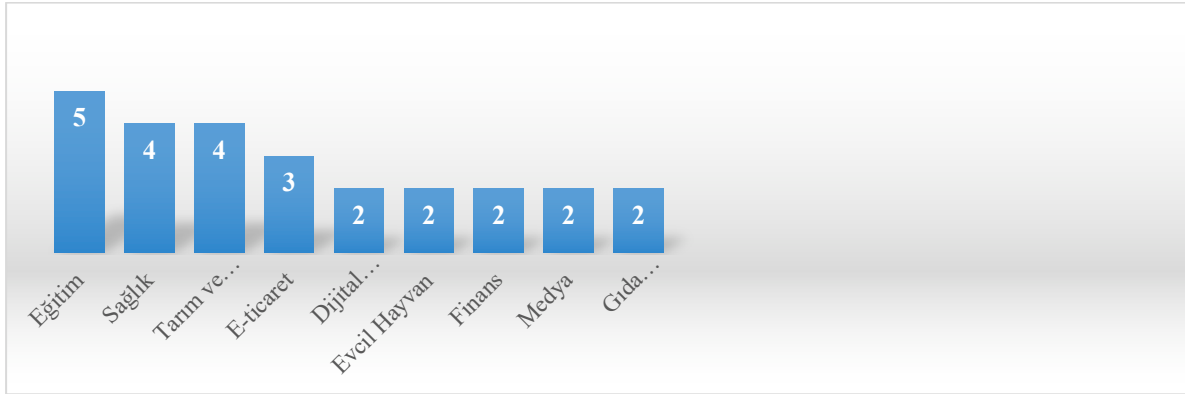 5
4
4
3
2
2
2
2
2
Eğitim
Sağlık
Tarım ve…
E-ticaret
Dijital…
Evcil Hayvan
Finans
Medya
Gıda…